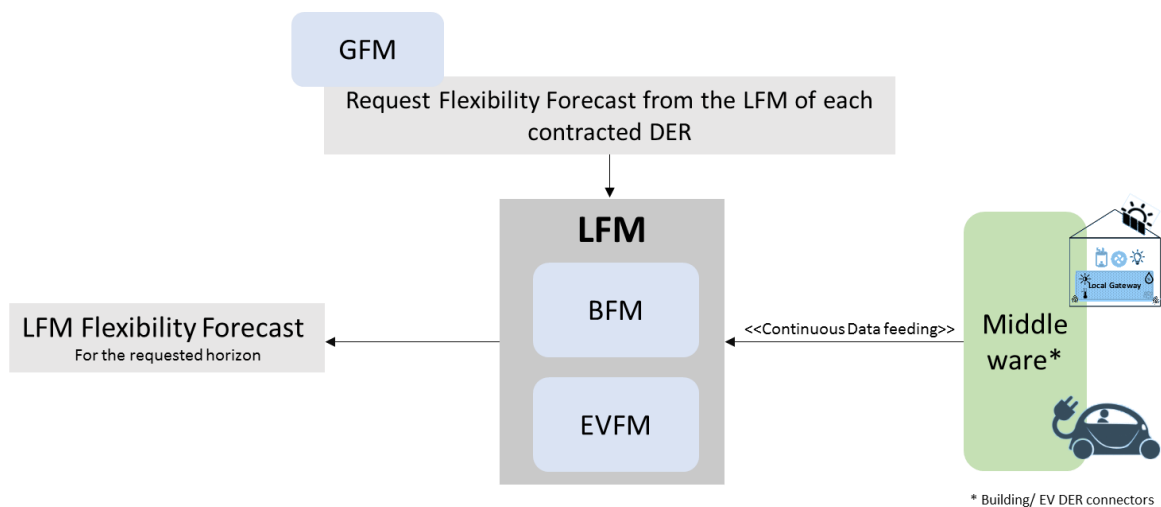 GFM
Request Flexibility Forecast from the LFM of each
contracted DER
LFM
BFM
EVFM
LFM Flexibility Forecast
For the requested horizon
<<Continuous Data feeding>>
Middle
ware*
Local Gateway
* Building/ EV DER connectors